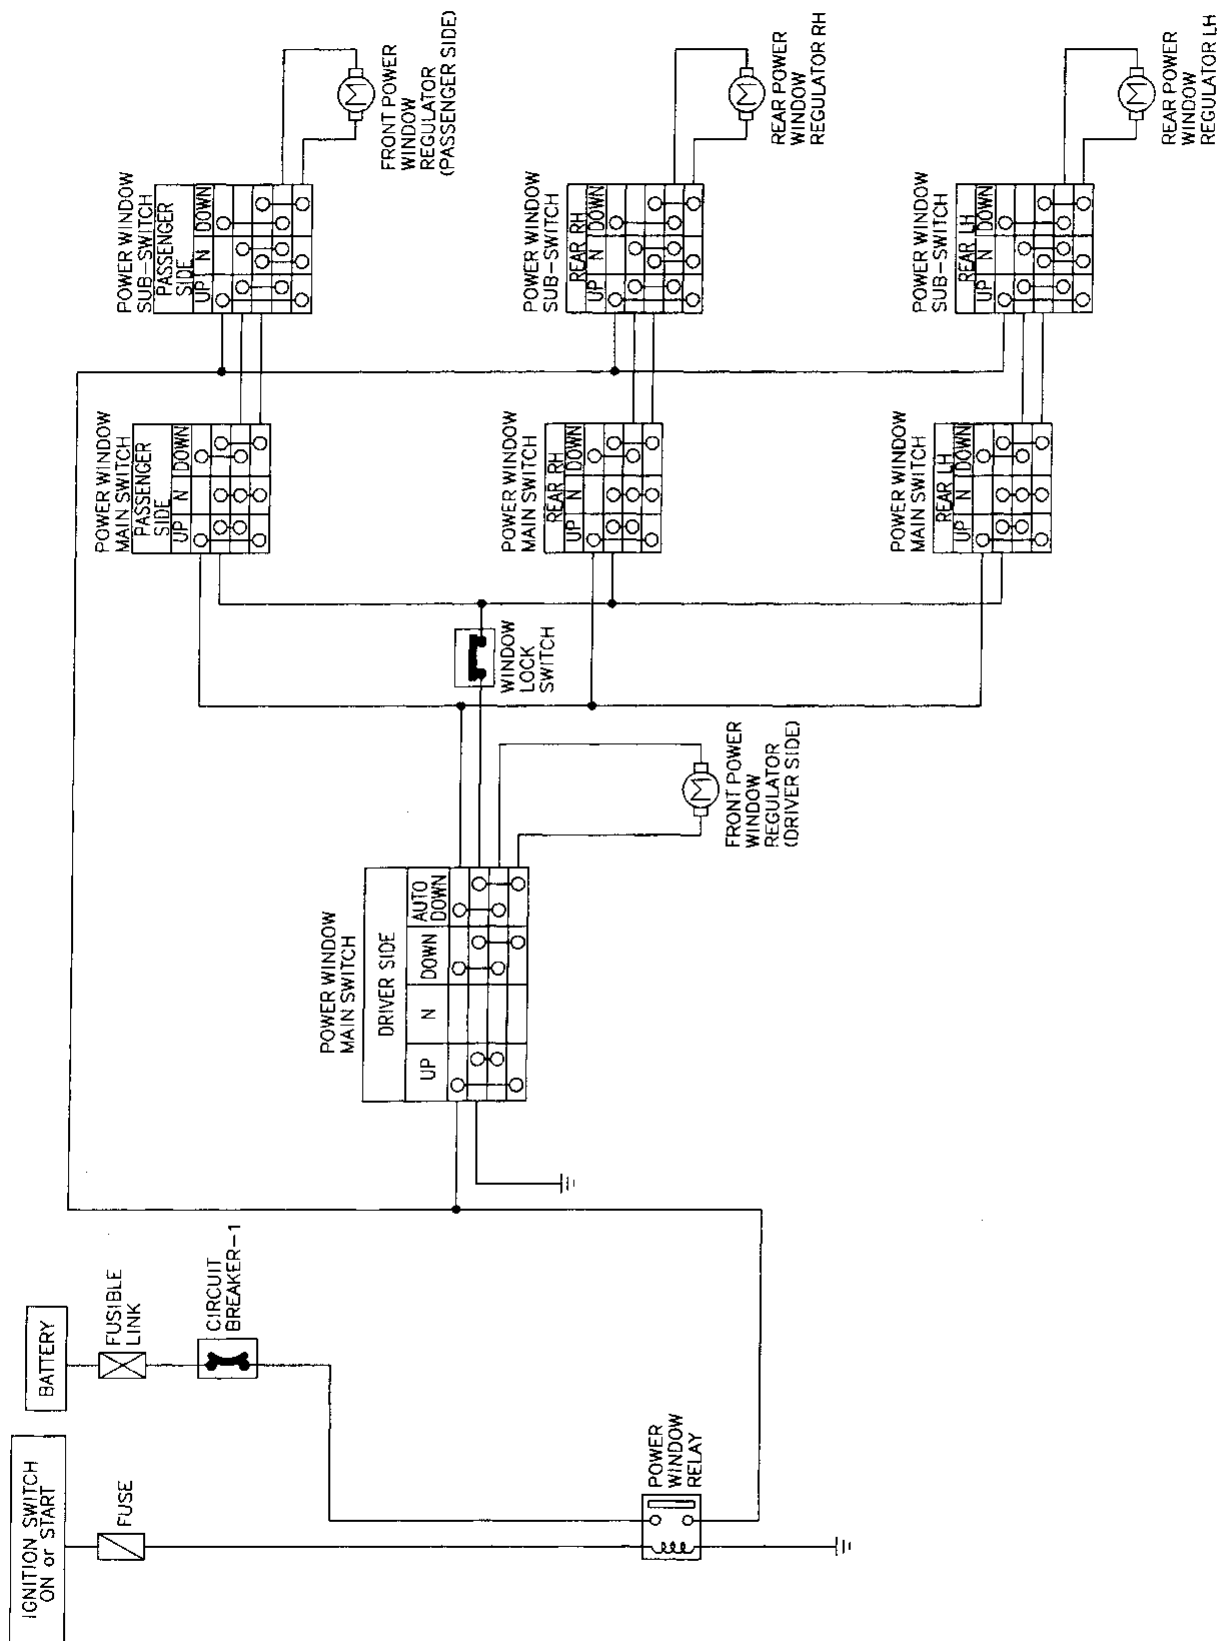 IGNITION SWITCH
ON or START
BATTERY
FUSE
FUSIBLE
LINK
CIRCUIT
BREAKER-1
POWER
WINDOW
RELAY
POWER WINDOW
MAIN SWITCH
DRIVER SIDE
UP
N
DOWN
AUTO
DOWN
M
FRONT POWER
WINDOW
REGULATOR
(DRIVER SIDE)
WINDOW
LOCK
SWITCH
POWER WINDOW
MAIN SWITCH
PASSENGER
SIDE
UP
N
DOWN
POWER WINDOW
SUB-SWITCH
PASSENGER
SIDE
UP
N
DOWN
M
FRONT POWER
WINDOW
REGULATOR
(PASSENGER SIDE)
POWER WINDOW
MAIN SWITCH
REAR RH
UP
N
DOWN
POWER WINDOW
SUB-SWITCH
REAR RH
UP
N
DOWN
M
REAR POWER
WINDOW
REGULATOR RH
POWER WINDOW
MAIN SWITCH
REAR LH
UP
N
DOWN
POWER WINDOW
SUB-SWITCH
REAR LH
UP
N
DOWN
M
REAR POWER
WINDOW
REGULATOR LH